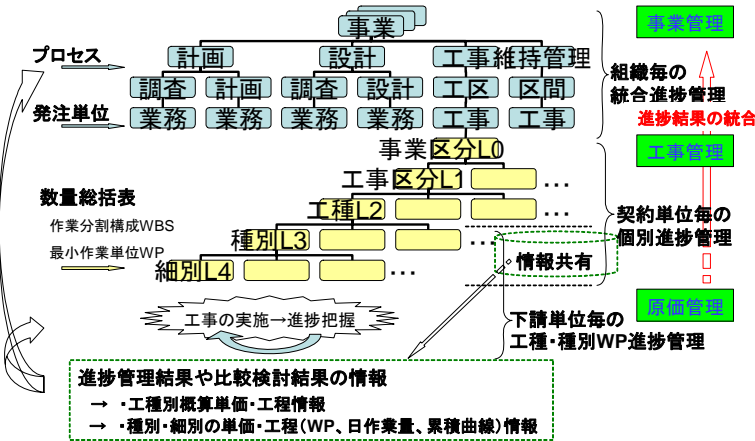 事業
事業管理
プロセス
計画
設計
工事
維持管理
組織毎の
統合進捗管理
調査
計画
調査
設計
工区
区間
発注単位
業務
業務
業務
業務
工事
工事
進捗結果の統合
事業区分L0
工事管理
工事区分L1
…
数量総括表
作業分割構成WBS
最小作業単位WP
工種L2
…
契約単位毎の
個別進捗管理
種別L3
…
情報共有
細別L4
…
原価管理
工事の実施→進捗把握
下請単位毎の
工種・種別WP進捗管理
進捗管理結果や比較検討結果の情報
→ ・工種別概算単価・工程情報
→ ・種別・細別の単価・工程(WP、日作業量、累積曲線)情報